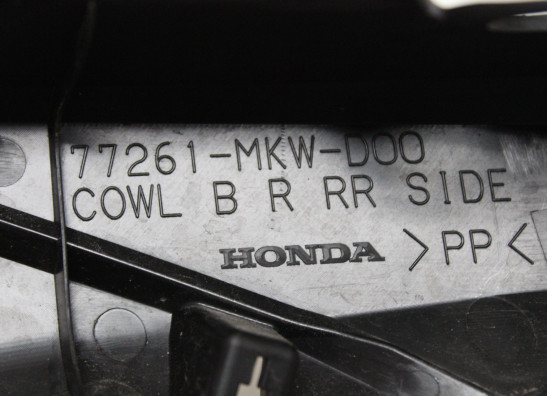 77261-MKW-D00
COWL B R RR SIDE
HONDA >PP<